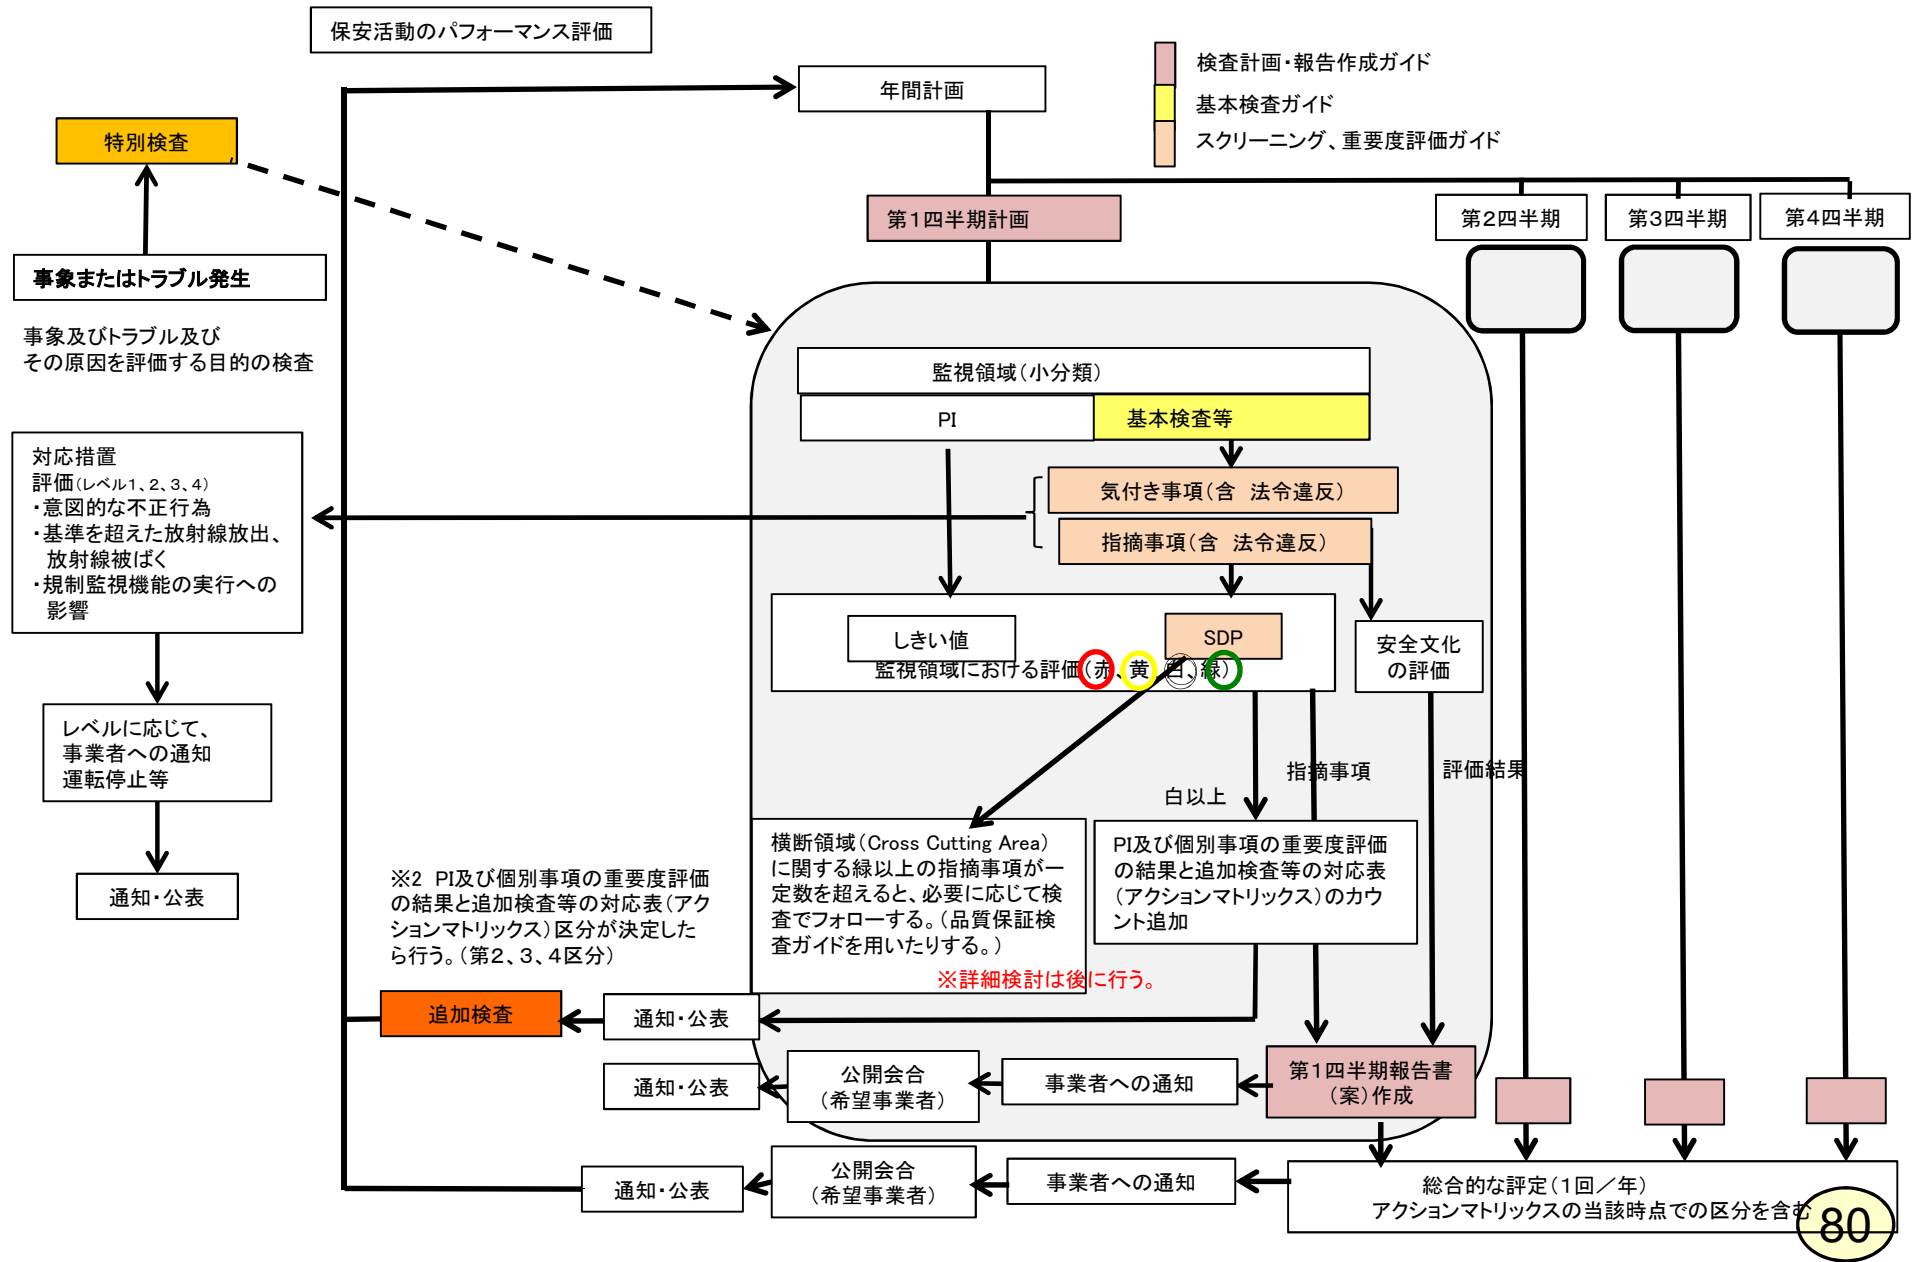 保安活動のパフォーマンス評価
検査計画・報告作成ガイド
基本検査ガイド
スクリーニング、重要度評価ガイド
年間計画
特別検査
第1四半期計画
第2四半期
第3四半期
第4四半期
事象またはトラブル発生
事象及びトラブル及び
その原因を評価する目的の検査
監視領域（小分類）
PI
基本検査等
気付き事項（含　法令違反）
指摘事項（含　法令違反）
対応措置
評価（レベル1、2、3、4）
・意図的な不正行為
・基準を超えた放射線放出、
放射線被ばく
・規制監視機能の実行への
影響
しきい値
SDP
監視領域における評価（赤、黄、白、緑）
安全文化
の評価
レベルに応じて、
事業者への通知
運転停止等
通知・公表
指摘事項
評価結果
白以上
横断領域（Cross Cutting Area）
に関する緑以上の指摘事項が一
定数を超えると、必要に応じて検
査でフォローする。（品質保証検
査ガイドを用いたりする。）
※詳細検討は後に行う。
PI及び個別事項の重要度評価
の結果と追加検査等の対応表
（アクションマトリックス）のカウ
ント追加
※2　PI及び個別事項の重要度評価
の結果と追加検査等の対応表（アク
ションマトリックス）区分が決定した
ら行う。（第2、3、4区分）
追加検査
通知・公表
通知・公表
公開会合
（希望事業者）
事業者への通知
第1四半期報告書
（案）作成
通知・公表
公開会合
（希望事業者）
事業者への通知
総合的な評定（1回／年）
アクションマトリックスの当該時点での区分を含む
80